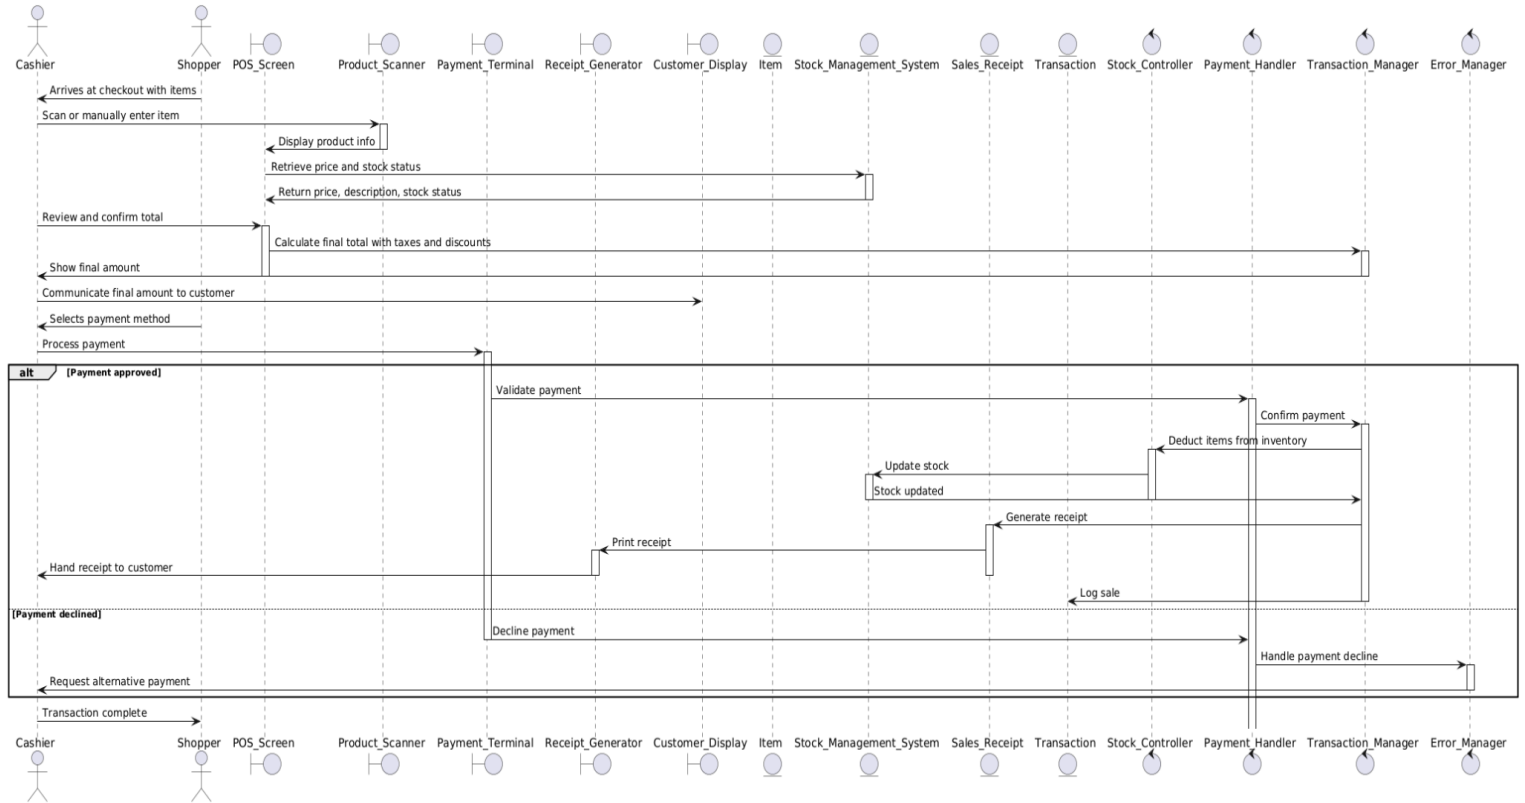 Cashier Shopper POS_Screen Product_Scanner Payment_Terminal Receipt_Generator Customer_Display Item Stock_Management_System Sales_Receipt Transaction Stock_Controller Payment_Handler Transaction_Manager Error_Manager
Arrives at checkout with items
Scan or manually enter item
Display product info
Retrieve price and stock status
Return price, description, stock status
Review and confirm total
Calculate final total with taxes and discounts
Show final amount
Communicate final amount to customer
Selects payment method
Process payment
alt [Payment approved]
Validate payment
Confirm payment
Deduct items from inventory
Update stock
Stock updated
Generate receipt
Print receipt
Hand receipt to customer
Log sale
[Payment declined]
Decline payment
Handle payment decline
Request alternative payment
Transaction complete
Cashier Shopper POS_Screen Product_Scanner Payment_Terminal Receipt_Generator Customer_Display Item Stock_Management_System Sales_Receipt Transaction Stock_Controller Payment_Handler Transaction_Manager Error_Manager